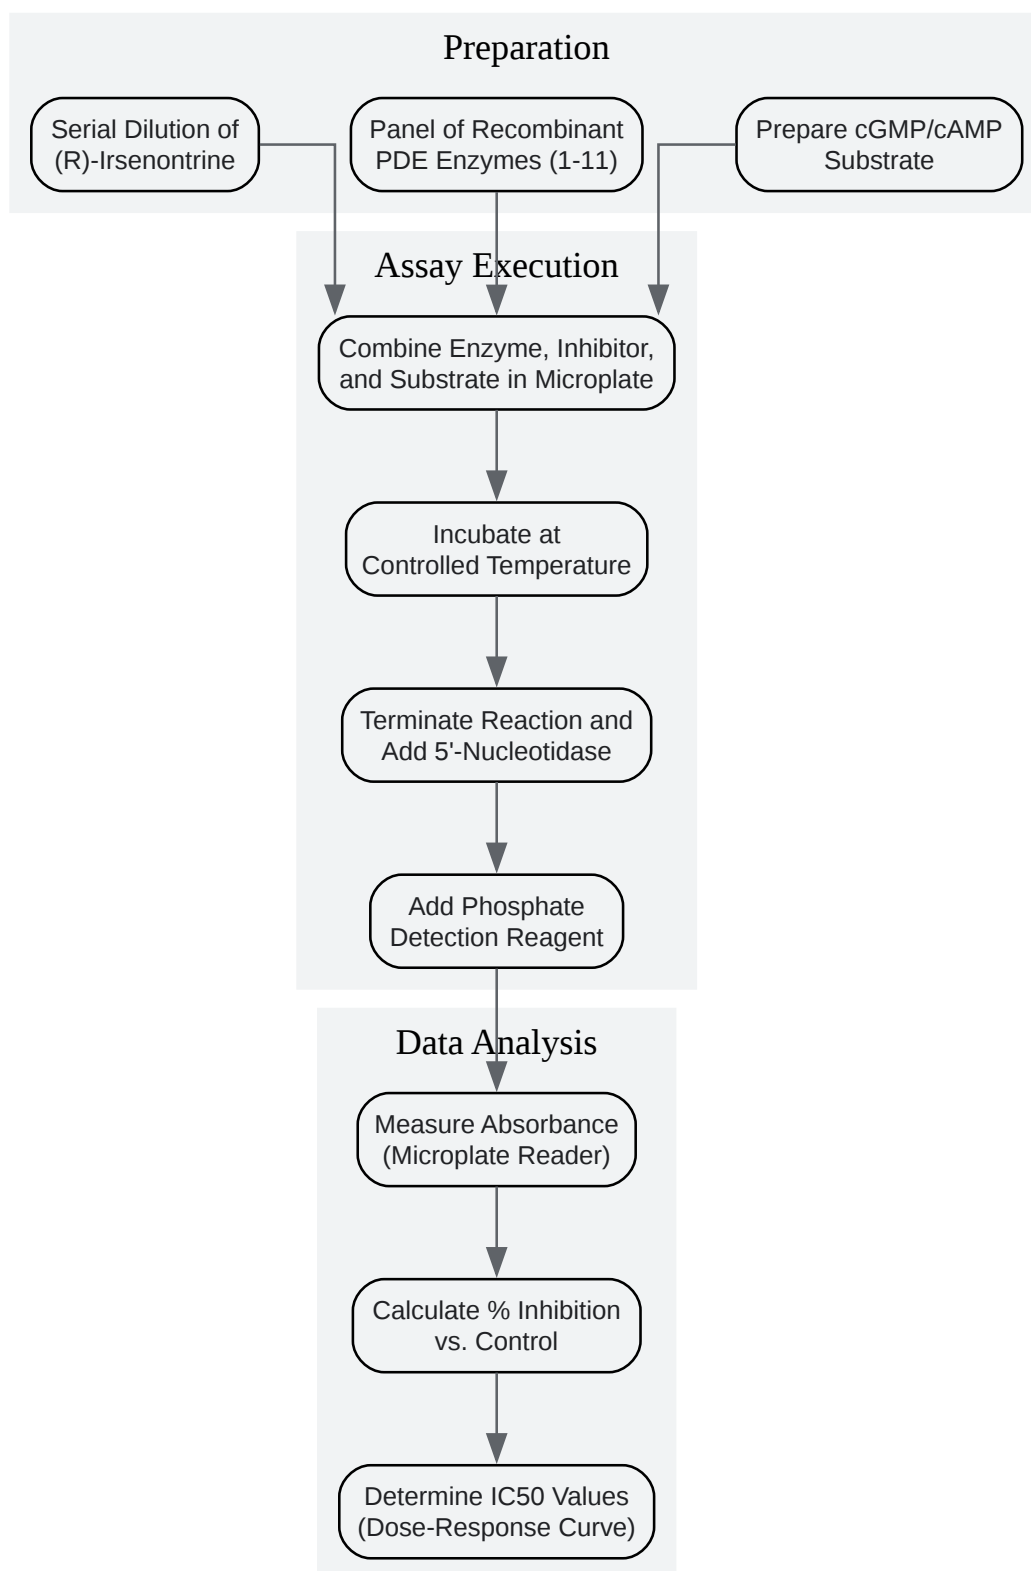 Preparation
Serial Dilution of
(R)-Irsenontrine
Panel of Recombinant
PDE Enzymes (1-11)
Prepare cGMP/cAMP
Substrate
Assay Execution
Combine Enzyme, Inhibitor,
and Substrate in Microplate
Incubate at
Controlled Temperature
Terminate Reaction and
Add 5'-Nucleotidase
Add Phosphate
Detection Reagent
Data Analysis
Measure Absorbance
(Microplate Reader)
Calculate % Inhibition
vs. Control
Determine IC50 Values
(Dose-Response Curve)